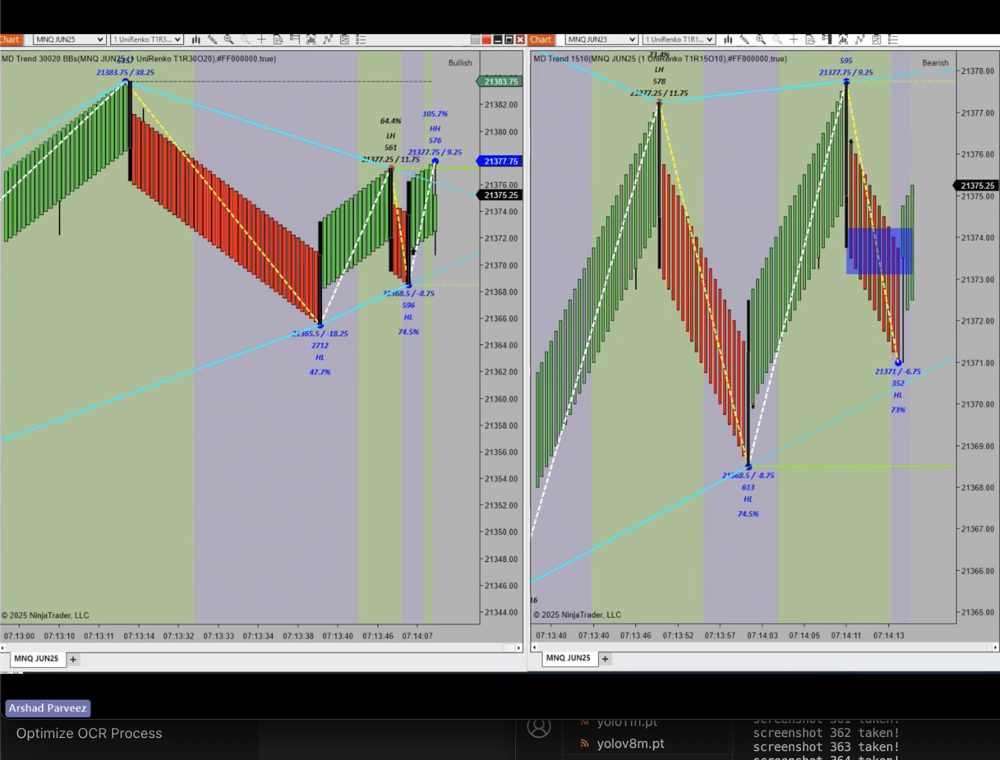 Chart MNQ JUN25 1 UniRenko T1R30O20
MD Trend 30020 BBs(MNQ JUN25 (1 UniRenko T1R30O20),#FF000000,true)
Bullish
21383.75 / 38.25
64.4%
LH
561
21377.25 / 11.75
105.7%
HH
576
21377.75 / 9.25
21368.5 / -8.75
596
HL
74.5%
21365.5 / -18.25
2712
HL
47.7%
21383.75
21382.00
21380.00
21377.75
21376.00
21375.25
21374.00
21372.00
21370.00
21368.00
21366.00
21364.00
21362.00
21360.00
21358.00
21356.00
21354.00
21352.00
21350.00
21348.00
21346.00
21344.00
© 2025 NinjaTrader, LLC
07:13:00 07:13:10 07:13:11 07:13:14 07:13:32 07:13:33 07:13:34 07:13:38 07:13:40 07:13:46 07:14:07
MNQ JUN25 +
Chart MNQ JUN25 1 UniRenko T1R1...
MD Trend 1510(MNQ JUN25 (1 UniRenko T1R15O10),#FF000000,true)
Bearish
73.4%
LH
578
21377.25 / 11.75
595
21377.75 / 9.25
21371 / -6.75
352
HL
73%
21368.5 / -8.75
613
HL
74.5%
21378.00
21377.00
21376.00
21375.25
21374.00
21373.00
21372.00
21371.00
21370.00
21369.00
21368.00
21367.00
21366.00
21365.00
© 2025 NinjaTrader, LLC
07:13:40 07:13:40 07:13:46 07:13:52 07:13:57 07:14:03 07:14:05 07:14:11 07:14:13
MNQ JUN25 +
Arshad Parveez
Optimize OCR Process
yolo11n.pt
yolov8m.pt
screenshot 361 taken!
screenshot 362 taken!
screenshot 363 taken!
screenshot 364 taken!